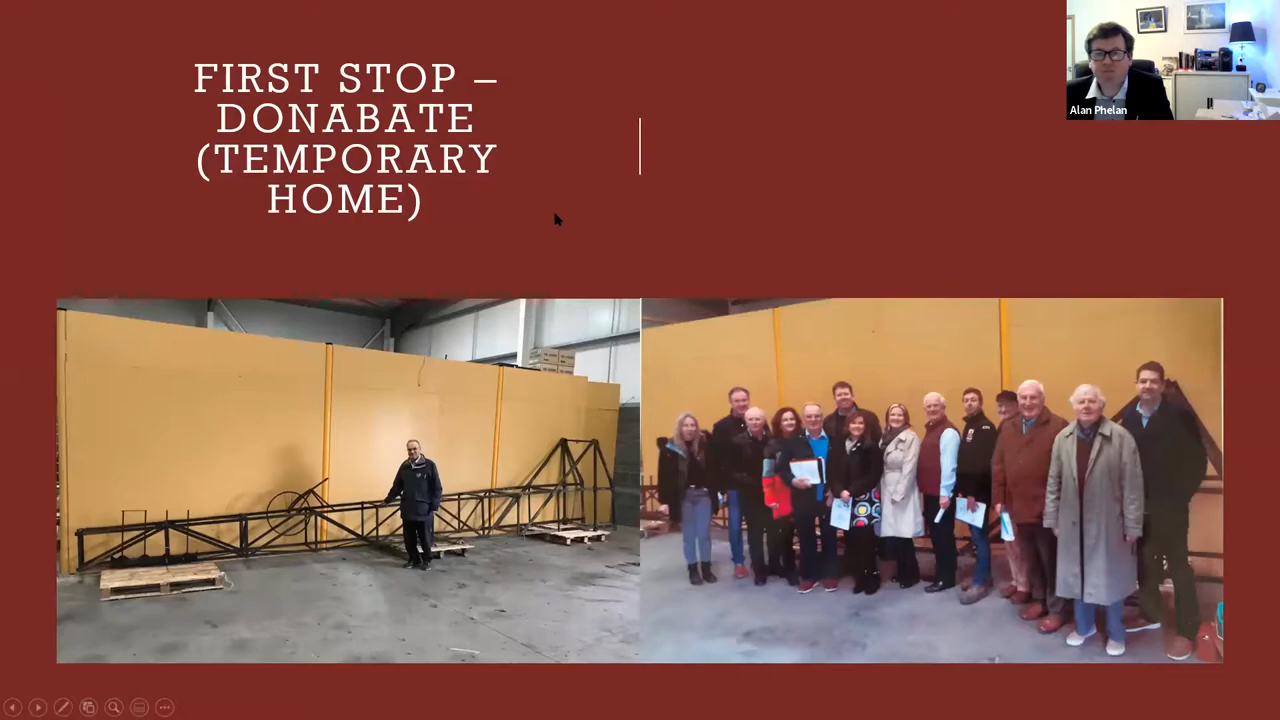 FIRST STOP –
DONABATE
(TEMPORARY
HOME)
Alan Phelan